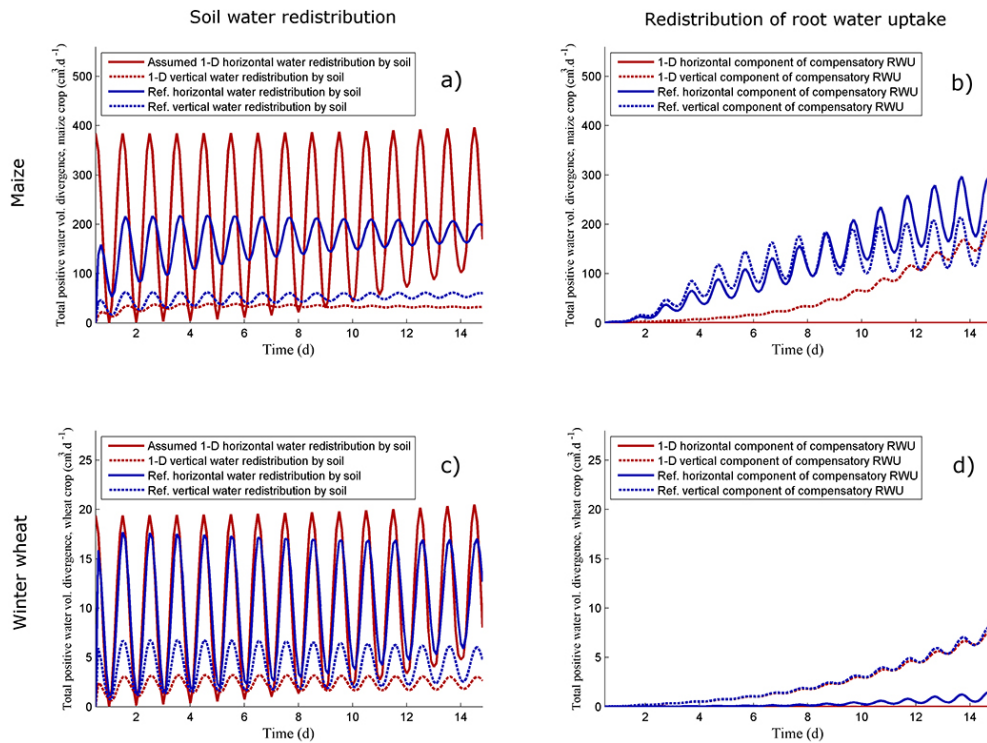 Soil water redistribution
Redistribution of root water uptake
Maize
Winter wheat
Total positive water vol. divergence, maize crop (cm³.d⁻¹)
500
400
300
200
100
0
Assumed 1-D horizontal water redistribution by soil
1-D vertical water redistribution by soil
Ref. horizontal water redistribution by soil
Ref. vertical water redistribution by soil
a)
2 4 6 8 10 12 14
Time (d)
Total positive water vol. divergence, maize crop (cm³.d⁻¹)
500
400
300
200
100
0
1-D horizontal component of compensatory RWU
1-D vertical component of compensatory RWU
Ref. horizontal component of compensatory RWU
Ref. vertical component of compensatory RWU
b)
2 4 6 8 10 12 14
Time (d)
Total positive water vol. divergence, wheat crop (cm³.d⁻¹)
25
20
15
10
5
0
Assumed 1-D horizontal water redistribution by soil
1-D vertical water redistribution by soil
Ref. horizontal water redistribution by soil
Ref. vertical water redistribution by soil
c)
2 4 6 8 10 12 14
Time (d)
Total positive water vol. divergence, wheat crop (cm³.d⁻¹)
25
20
15
10
5
0
1-D horizontal component of compensatory RWU
1-D vertical component of compensatory RWU
Ref. horizontal component of compensatory RWU
Ref. vertical component of compensatory RWU
d)
2 4 6 8 10 12 14
Time (d)